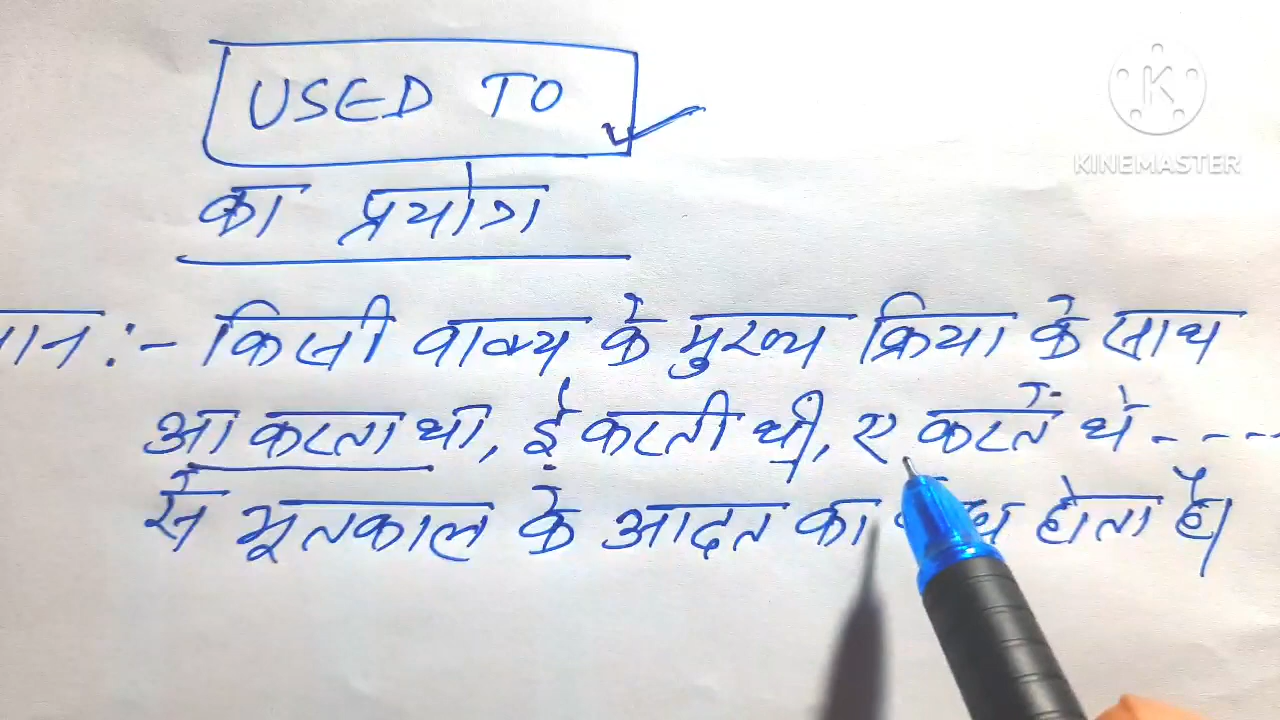 USED TO
का प्रयोग
:- किसी वाक्य के मुख्य क्रिया के साथ
आ करता था, ई करती थी, ए करतें थे - - - -
से भूतकाल के आदत का होता है।
K
KINEMASTER